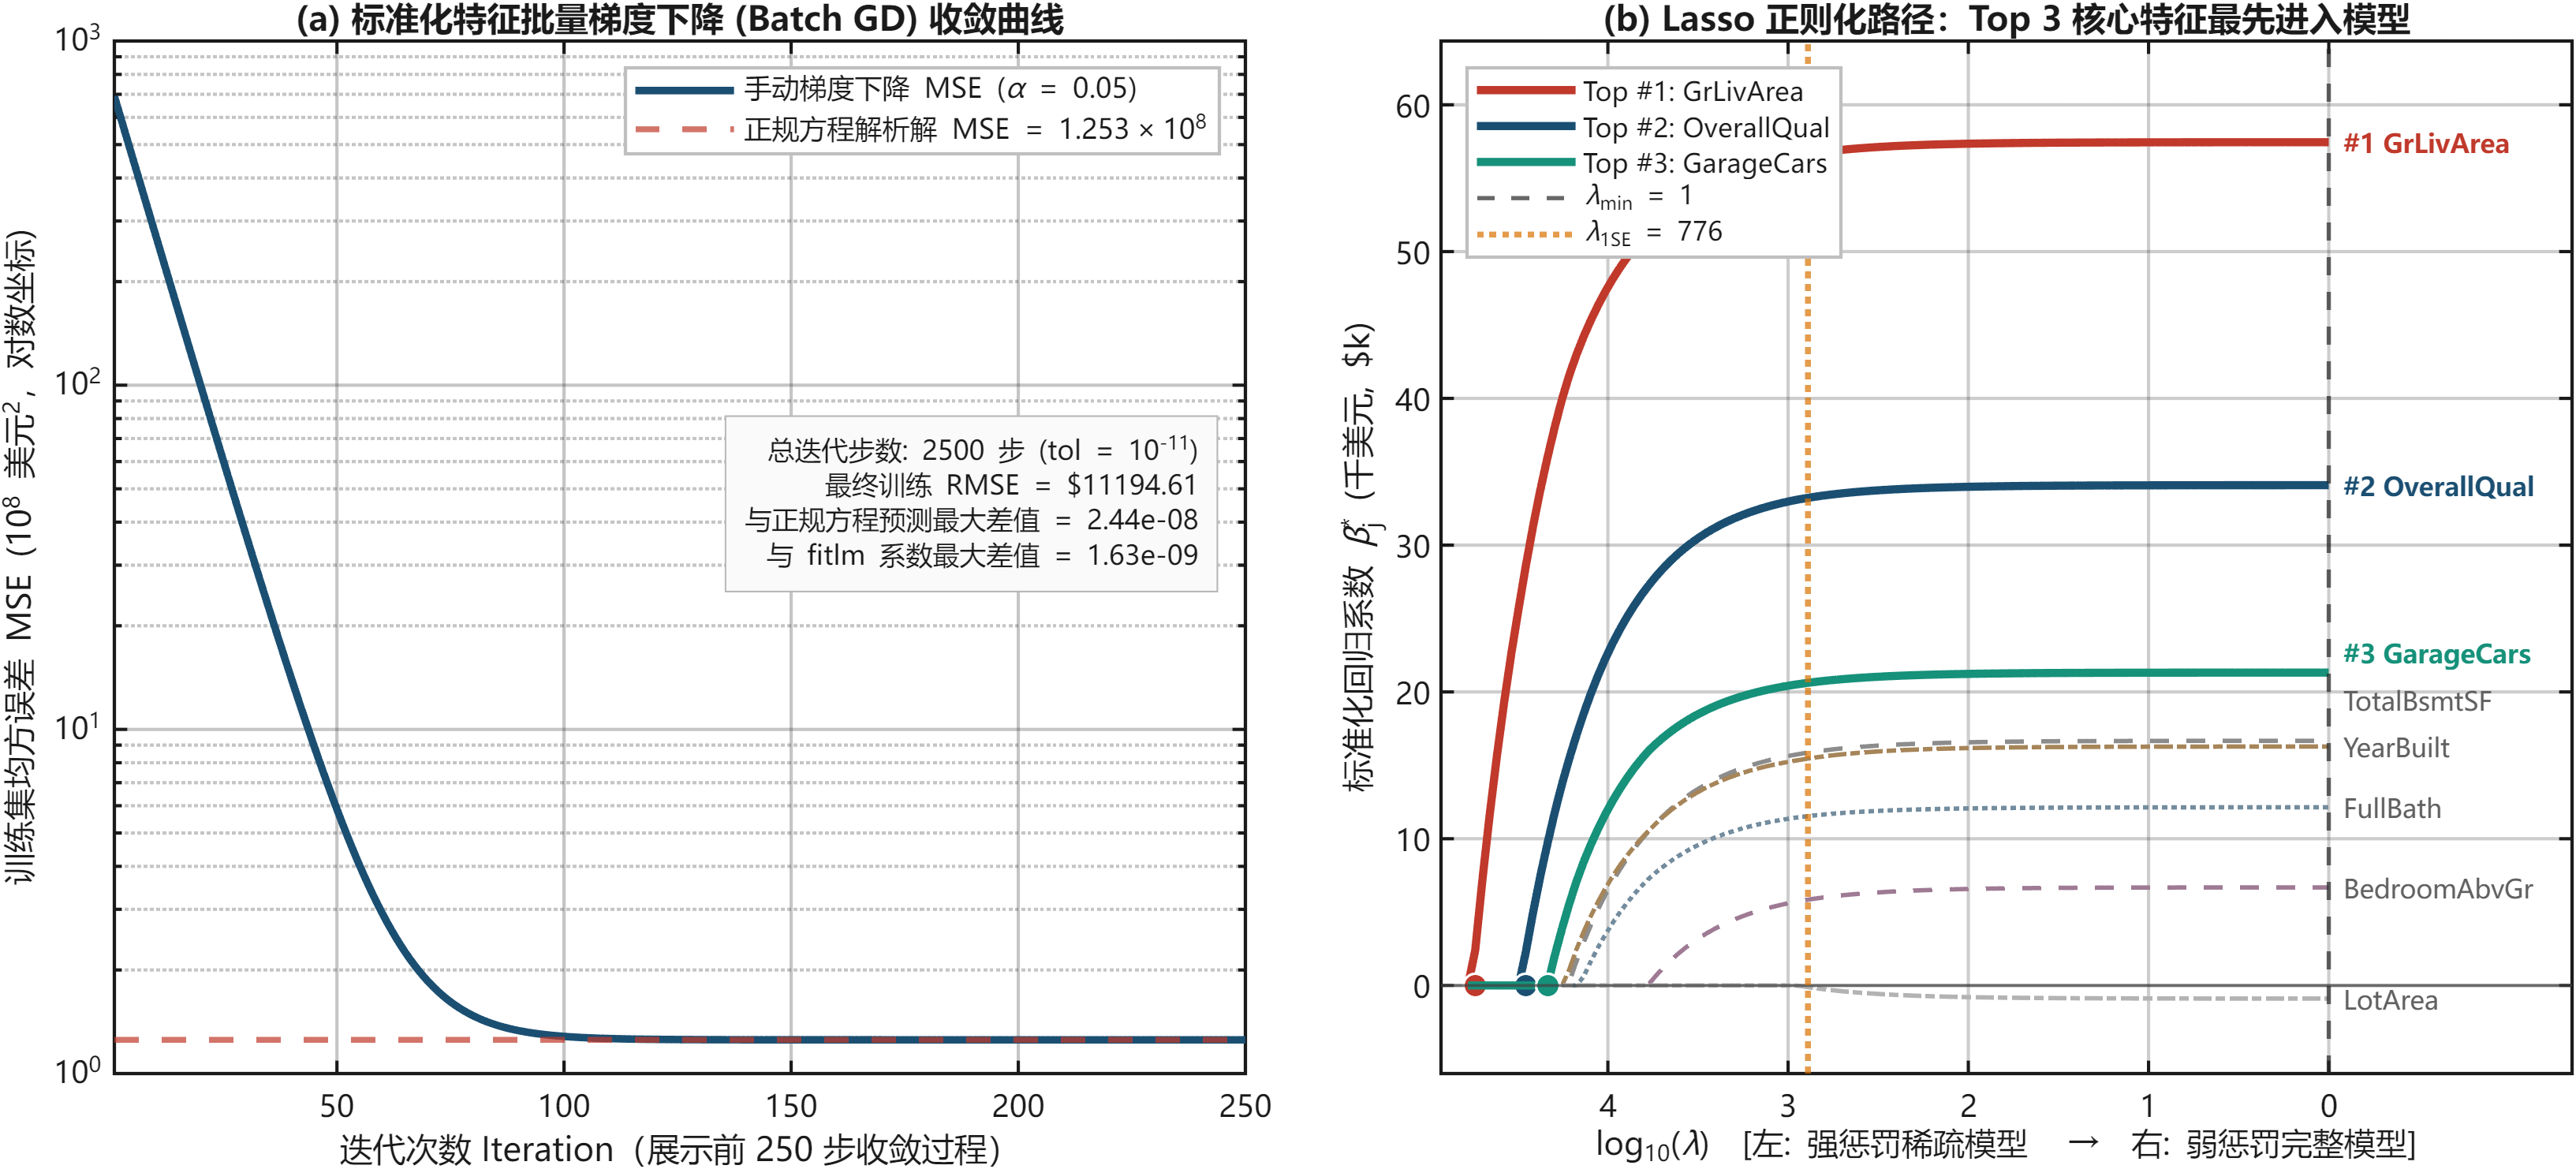 (a) 标准化特征批量梯度下降 (Batch GD) 收敛曲线
训练集均方误差 MSE (10⁸ 美元², 对数坐标)
10³
10²
10¹
10⁰
手动梯度下降 MSE (α = 0.05)
正规方程解析解 MSE = 1.253 × 10⁸
总迭代步数: 2500 步 (tol = 10⁻¹¹)
最终训练 RMSE = $11194.61
与正规方程预测最大差值 = 2.44e-08
与 fitlm 系数最大差值 = 1.63e-09
50 100 150 200 250
迭代次数 Iteration（展示前 250 步收敛过程）
(b) Lasso 正则化路径：Top 3 核心特征最先进入模型
标准化回归系数 βⱼ* (千美元, $k)
60
50
40
30
20
10
0
Top #1: GrLivArea
Top #2: OverallQual
Top #3: GarageCars
λmin = 1
λ1SE = 776
#1 GrLivArea
#2 OverallQual
#3 GarageCars
TotalBsmtSF
YearBuilt
FullBath
BedroomAbvGr
LotArea
4 3 2 1 0
log₁₀(λ) [左: 强惩罚稀疏模型 → 右: 弱惩罚完整模型]